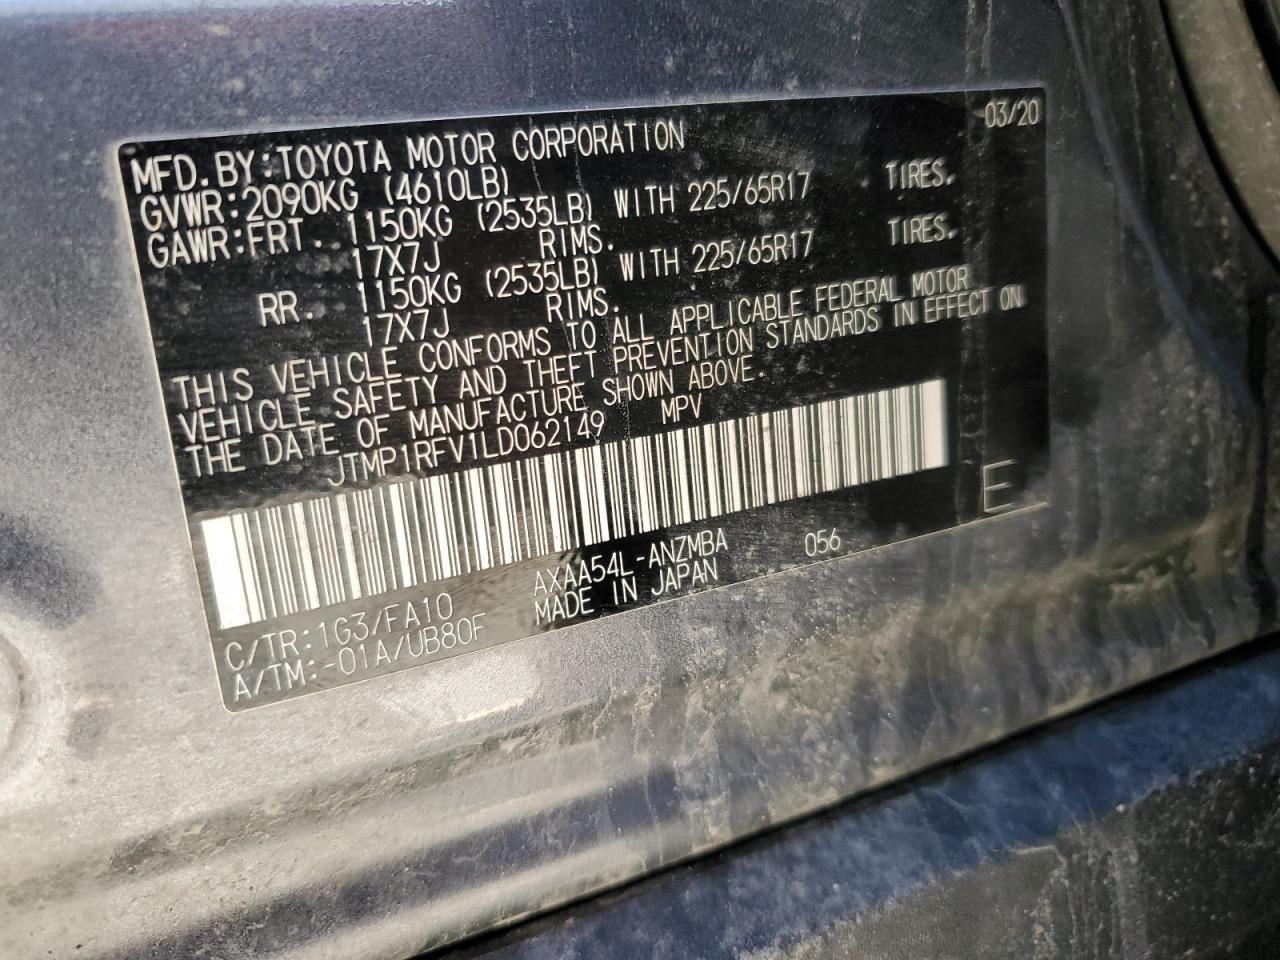 03/20
MFD. BY: TOYOTA MOTOR CORPORATION
GVWR: 2090KG (4610LB)
GAWR: FRT. 1150KG (2535LB) WITH 225/65R17 TIRES.
17X7J RIMS.
RR. 1150KG (2535LB) WITH 225/65R17 TIRES.
17X7J RIMS.
THIS VEHICLE CONFORMS TO ALL APPLICABLE FEDERAL MOTOR
VEHICLE SAFETY AND THEFT PREVENTION STANDARDS IN EFFECT ON
THE DATE OF MANUFACTURE SHOWN ABOVE.
JTMP1RFV1LD062149 MPV
E
C/TR: 1G3/FA10 AXAA54L-ANZMBA 056
A/TM: -01A/UB80F MADE IN JAPAN